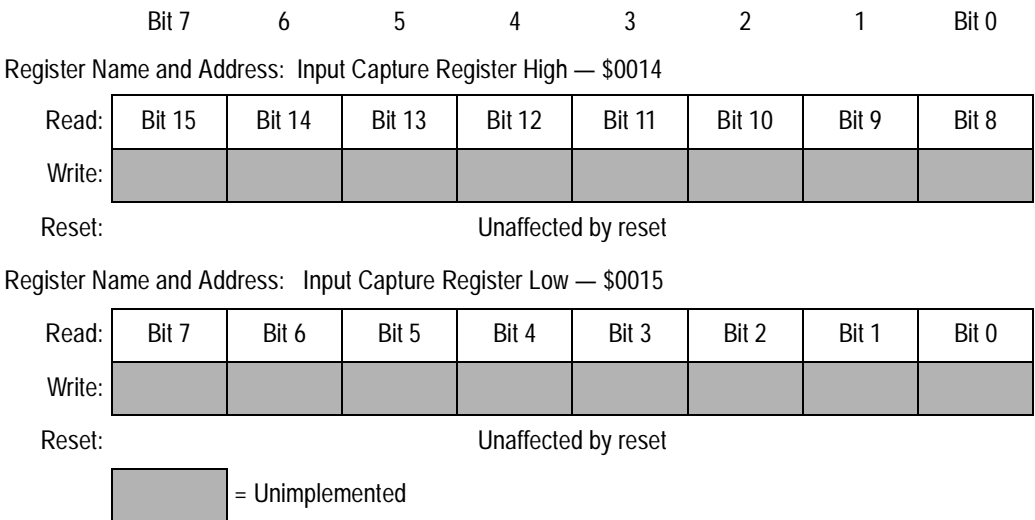 Bit 7 6 5 4 3 2 1 Bit 0
Register Name and Address: Input Capture Register High — $0014
Read: Bit 15 Bit 14 Bit 13 Bit 12 Bit 11 Bit 10 Bit 9 Bit 8
Write:
Reset: Unaffected by reset
Register Name and Address: Input Capture Register Low — $0015
Read: Bit 7 Bit 6 Bit 5 Bit 4 Bit 3 Bit 2 Bit 1 Bit 0
Write:
Reset: Unaffected by reset
= Unimplemented